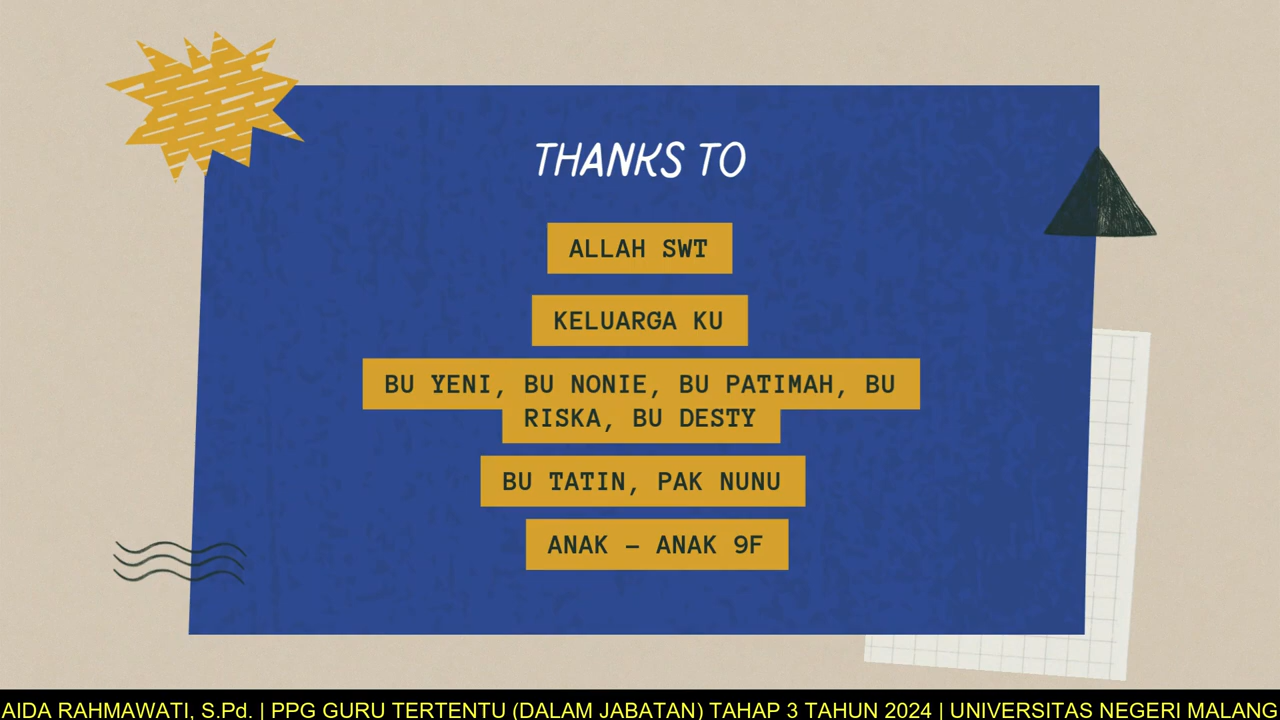 THANKS TO
ALLAH SWT
KELUARGA KU
BU YENI, BU NONIE, BU PATIMAH, BU
RISKA, BU DESTY
BU TATIN, PAK NUNU
ANAK – ANAK 9F
AIDA RAHMAWATI, S.Pd. | PPG GURU TERTENTU (DALAM JABATAN) TAHAP 3 TAHUN 2024 | UNIVERSITAS NEGERI MALANG